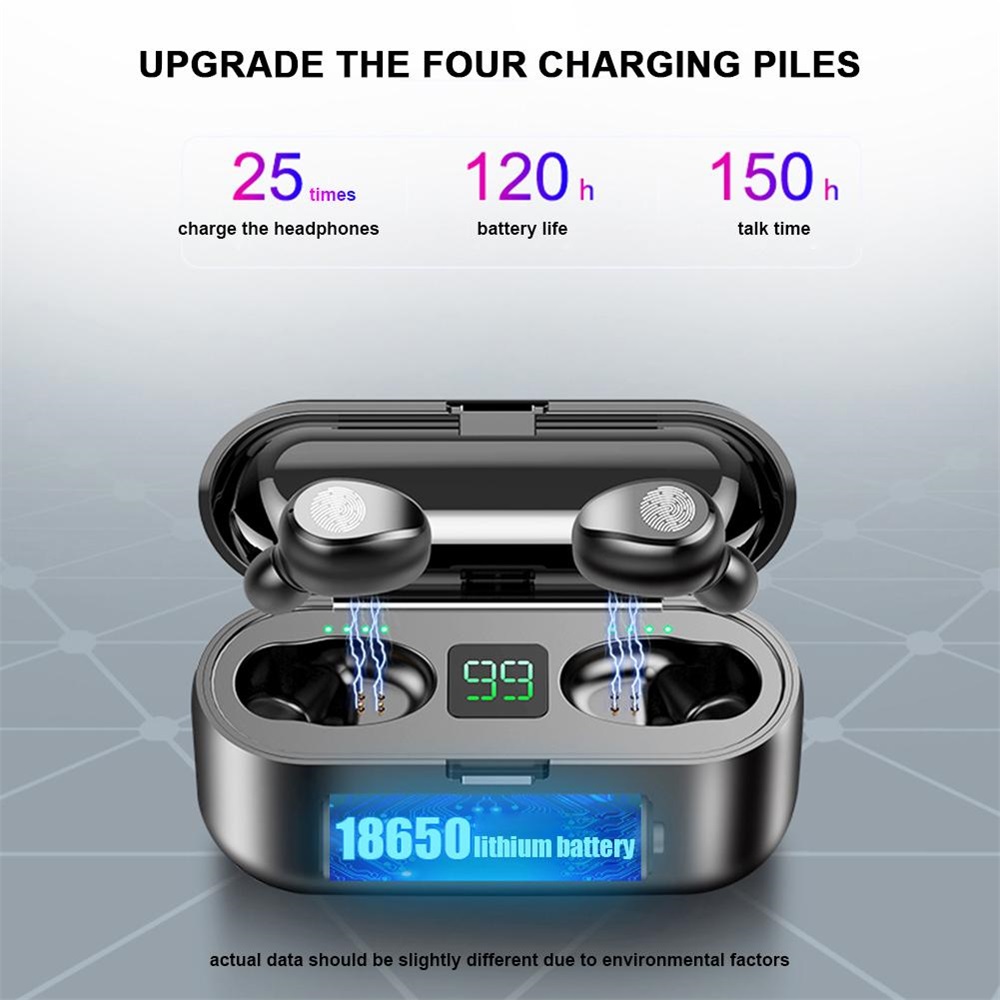 UPGRADE THE FOUR CHARGING PILES
25 times
charge the headphones
120 h
battery life
150 h
talk time
99
18650 lithium battery
actual data should be slightly different due to environmental factors